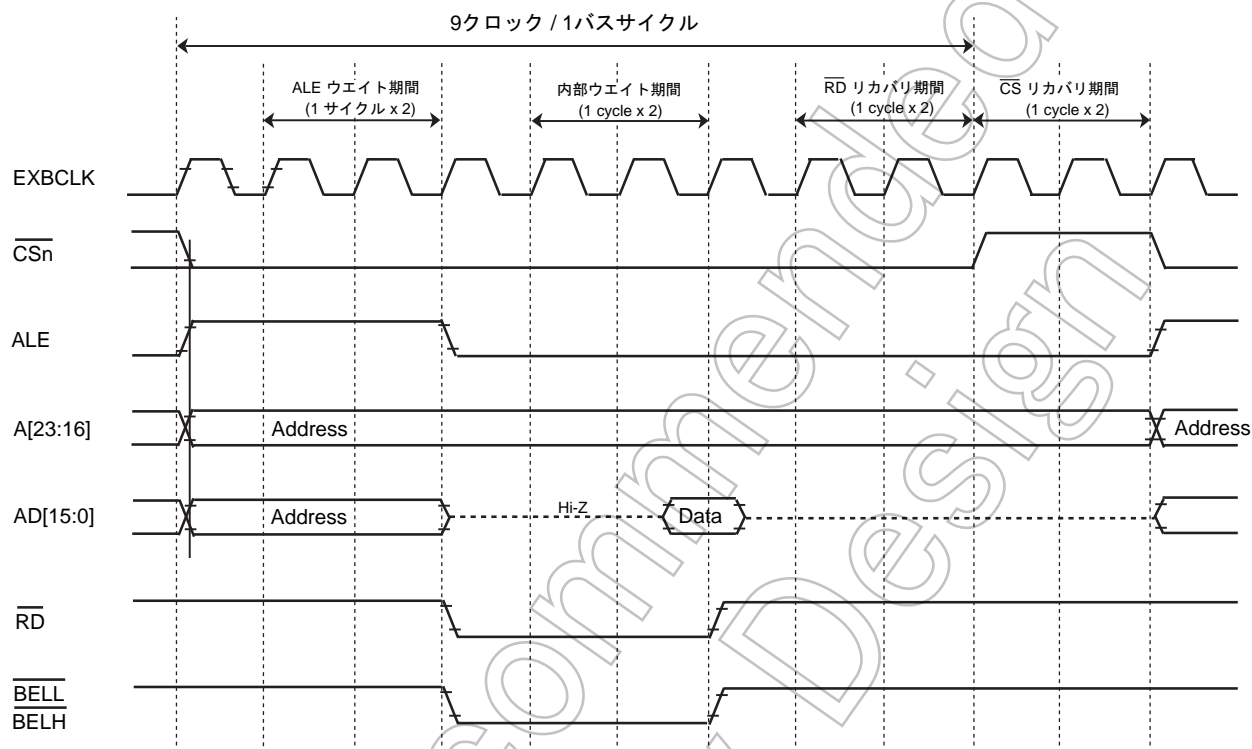 9クロック / 1バスサイクル
ALE ウエイト期間
(1 サイクル x 2)
内部ウエイト期間
(1 cycle x 2)
RD リカバリ期間
(1 cycle x 2)
CS リカバリ期間
(1 cycle x 2)
EXBCLK
CSn
ALE
A[23:16]
Address
Address
AD[15:0]
Address
Hi-Z
Data
RD
BELL
BELH
commended
Design